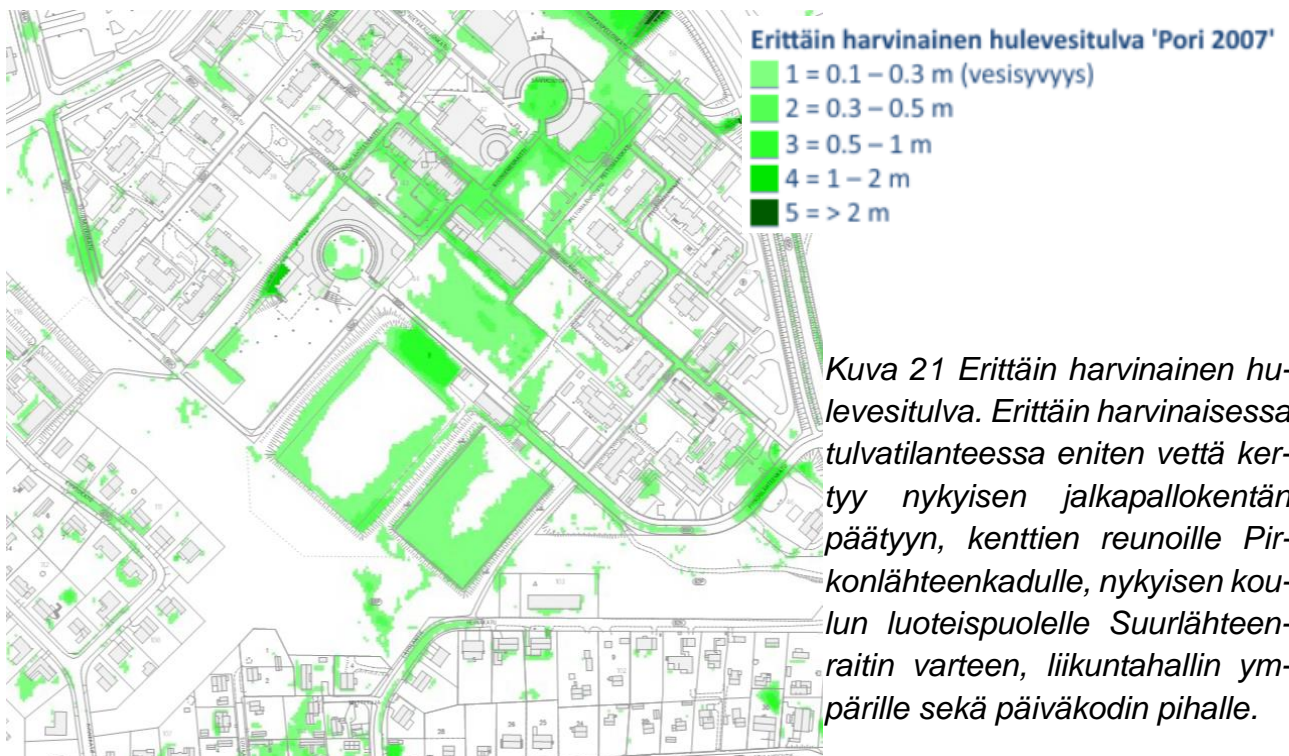 Erittäin harvinainen hulevesitulva 'Pori 2007'
1 = 0.1 – 0.3 m (vesisyvyys)
2 = 0.3 – 0.5 m
3 = 0.5 – 1 m
4 = 1 – 2 m
5 = > 2 m
Kuva 21 Erittäin harvinainen hu-
levesitulva. Erittäin harvinaisessa
tulvatilanteessa eniten vettä ker-
tyy nykyisen jalkapallokentän
päätyyn, kenttien reunoille Pir-
konlähteenkadulle, nykyisen kou-
lun luoteispuolelle Suurlähteen-
raitin varteen, liikuntahallin ym-
pärille sekä päiväkodin pihalle.